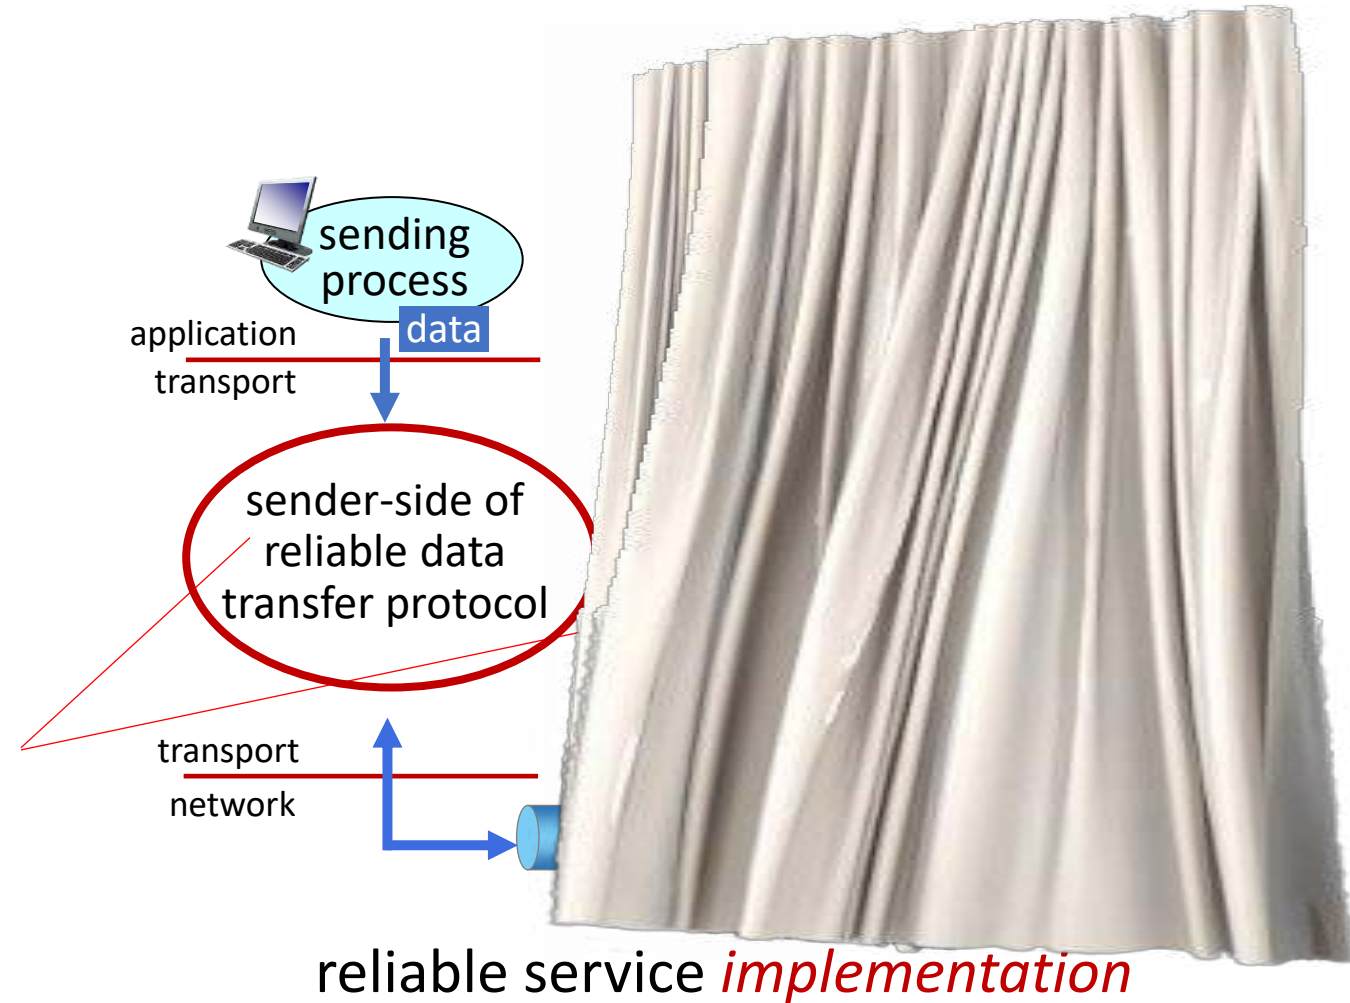 sending
process
data
application
transport
sender-side of
reliable data
transfer protocol
transport
network
reliable service implementation